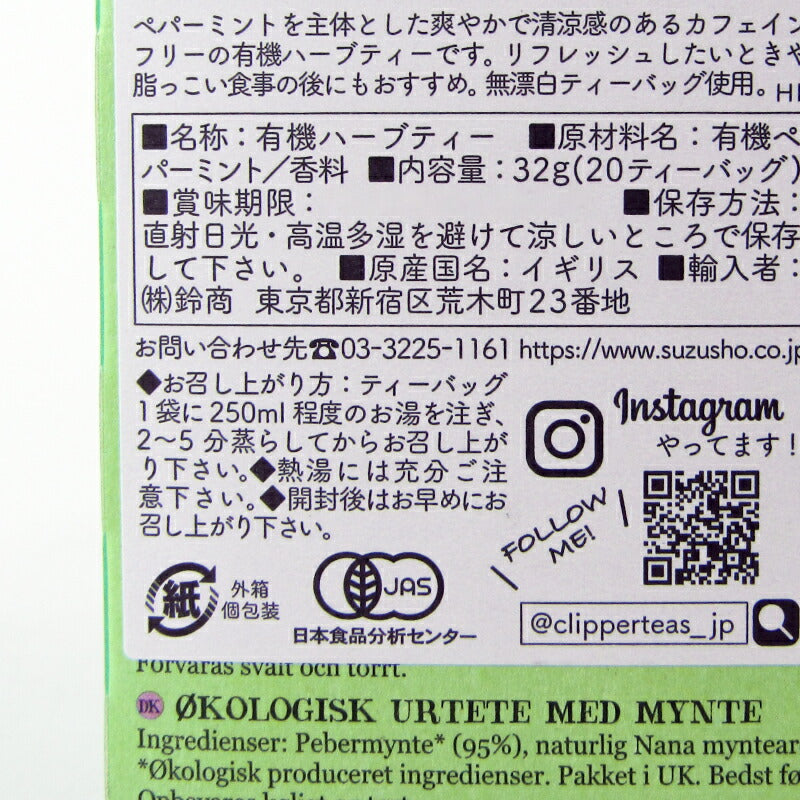 ペパーミントを主体とした爽やかで清涼感のあるカフェイン
フリーの有機ハーブティーです。リフレッシュしたいときや
脂っこい食事の後にもおすすめ。無漂白ティーバッグ使用。
■名称：有機ハーブティー ■原材料名：有機ペ
パーミント／香料 ■内容量：32g(20ティーバッグ)
■賞味期限： ■保存方法：
直射日光・高温多湿を避けて涼しいところで保存
して下さい。 ■原産国名：イギリス ■輸入者：
㈱鈴商 東京都新宿区荒木町23番地
お問い合わせ先☎03-3225-1161 https://www.suzusho.co.jp
◆お召し上がり方：ティーバッグ
1袋に250ml程度のお湯を注ぎ、
2〜5分蒸らしてからお召し上が
り下さい。◆熱湯には充分ご注
意下さい。◆開封後はお早めにお
召し上がり下さい。
Instagram
やってます！
FOLLOW
ME!
@clipperteas_jp
紙
外箱
個包装
JAS
日本食品分析センター
Förvaras svalt och torrt.
DK ØKOLOGISK URTETE MED MYNTE
Ingredienser: Pebermynte* (95%), naturlig Nana myntear
*Økologisk produceret ingredienser. Pakket i UK. Bedst fø